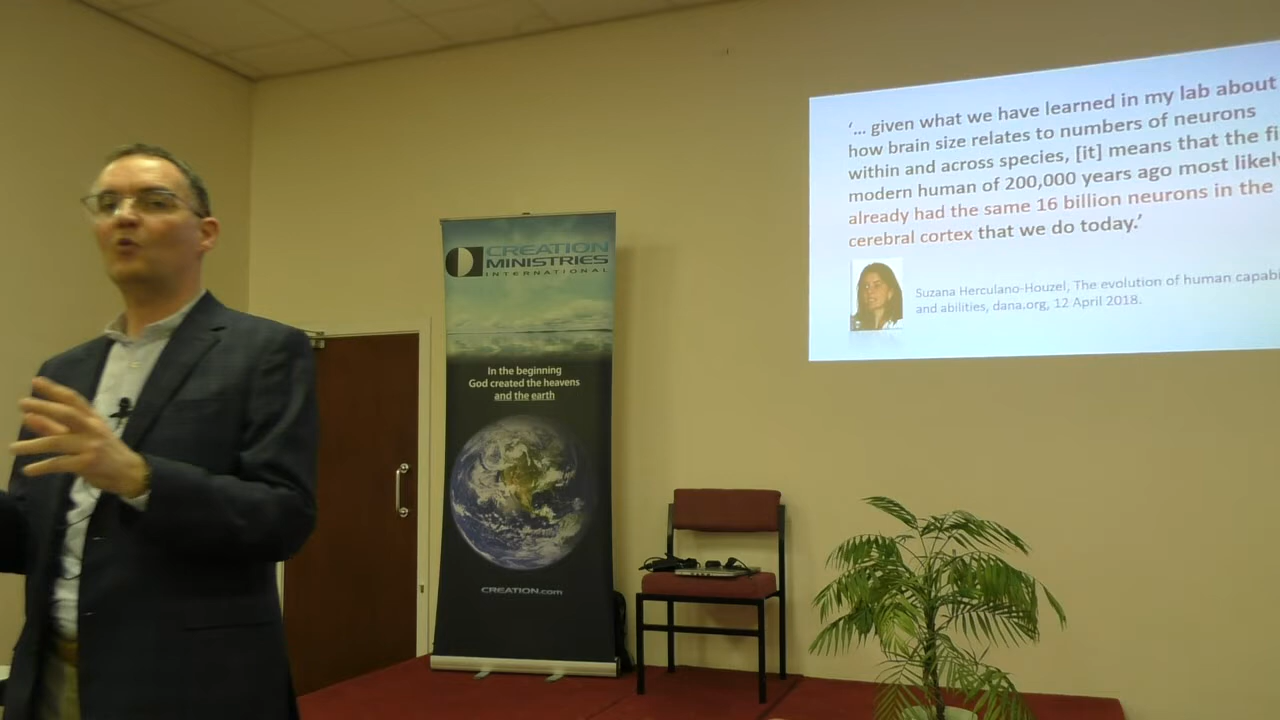 CREATION
MINISTRIES
INTERNATIONAL
In the beginning
God created the heavens
and the earth
CREATION.com
‘... given what we have learned in my lab about
how brain size relates to numbers of neurons
within and across species, [it] means that the
modern human of 200,000 years ago most likely
already had the same 16 billion neurons in the
cerebral cortex that we do today.’
Suzana Herculano-Houzel, The evolution of human
and abilities, dana.org, 12 April 2018.